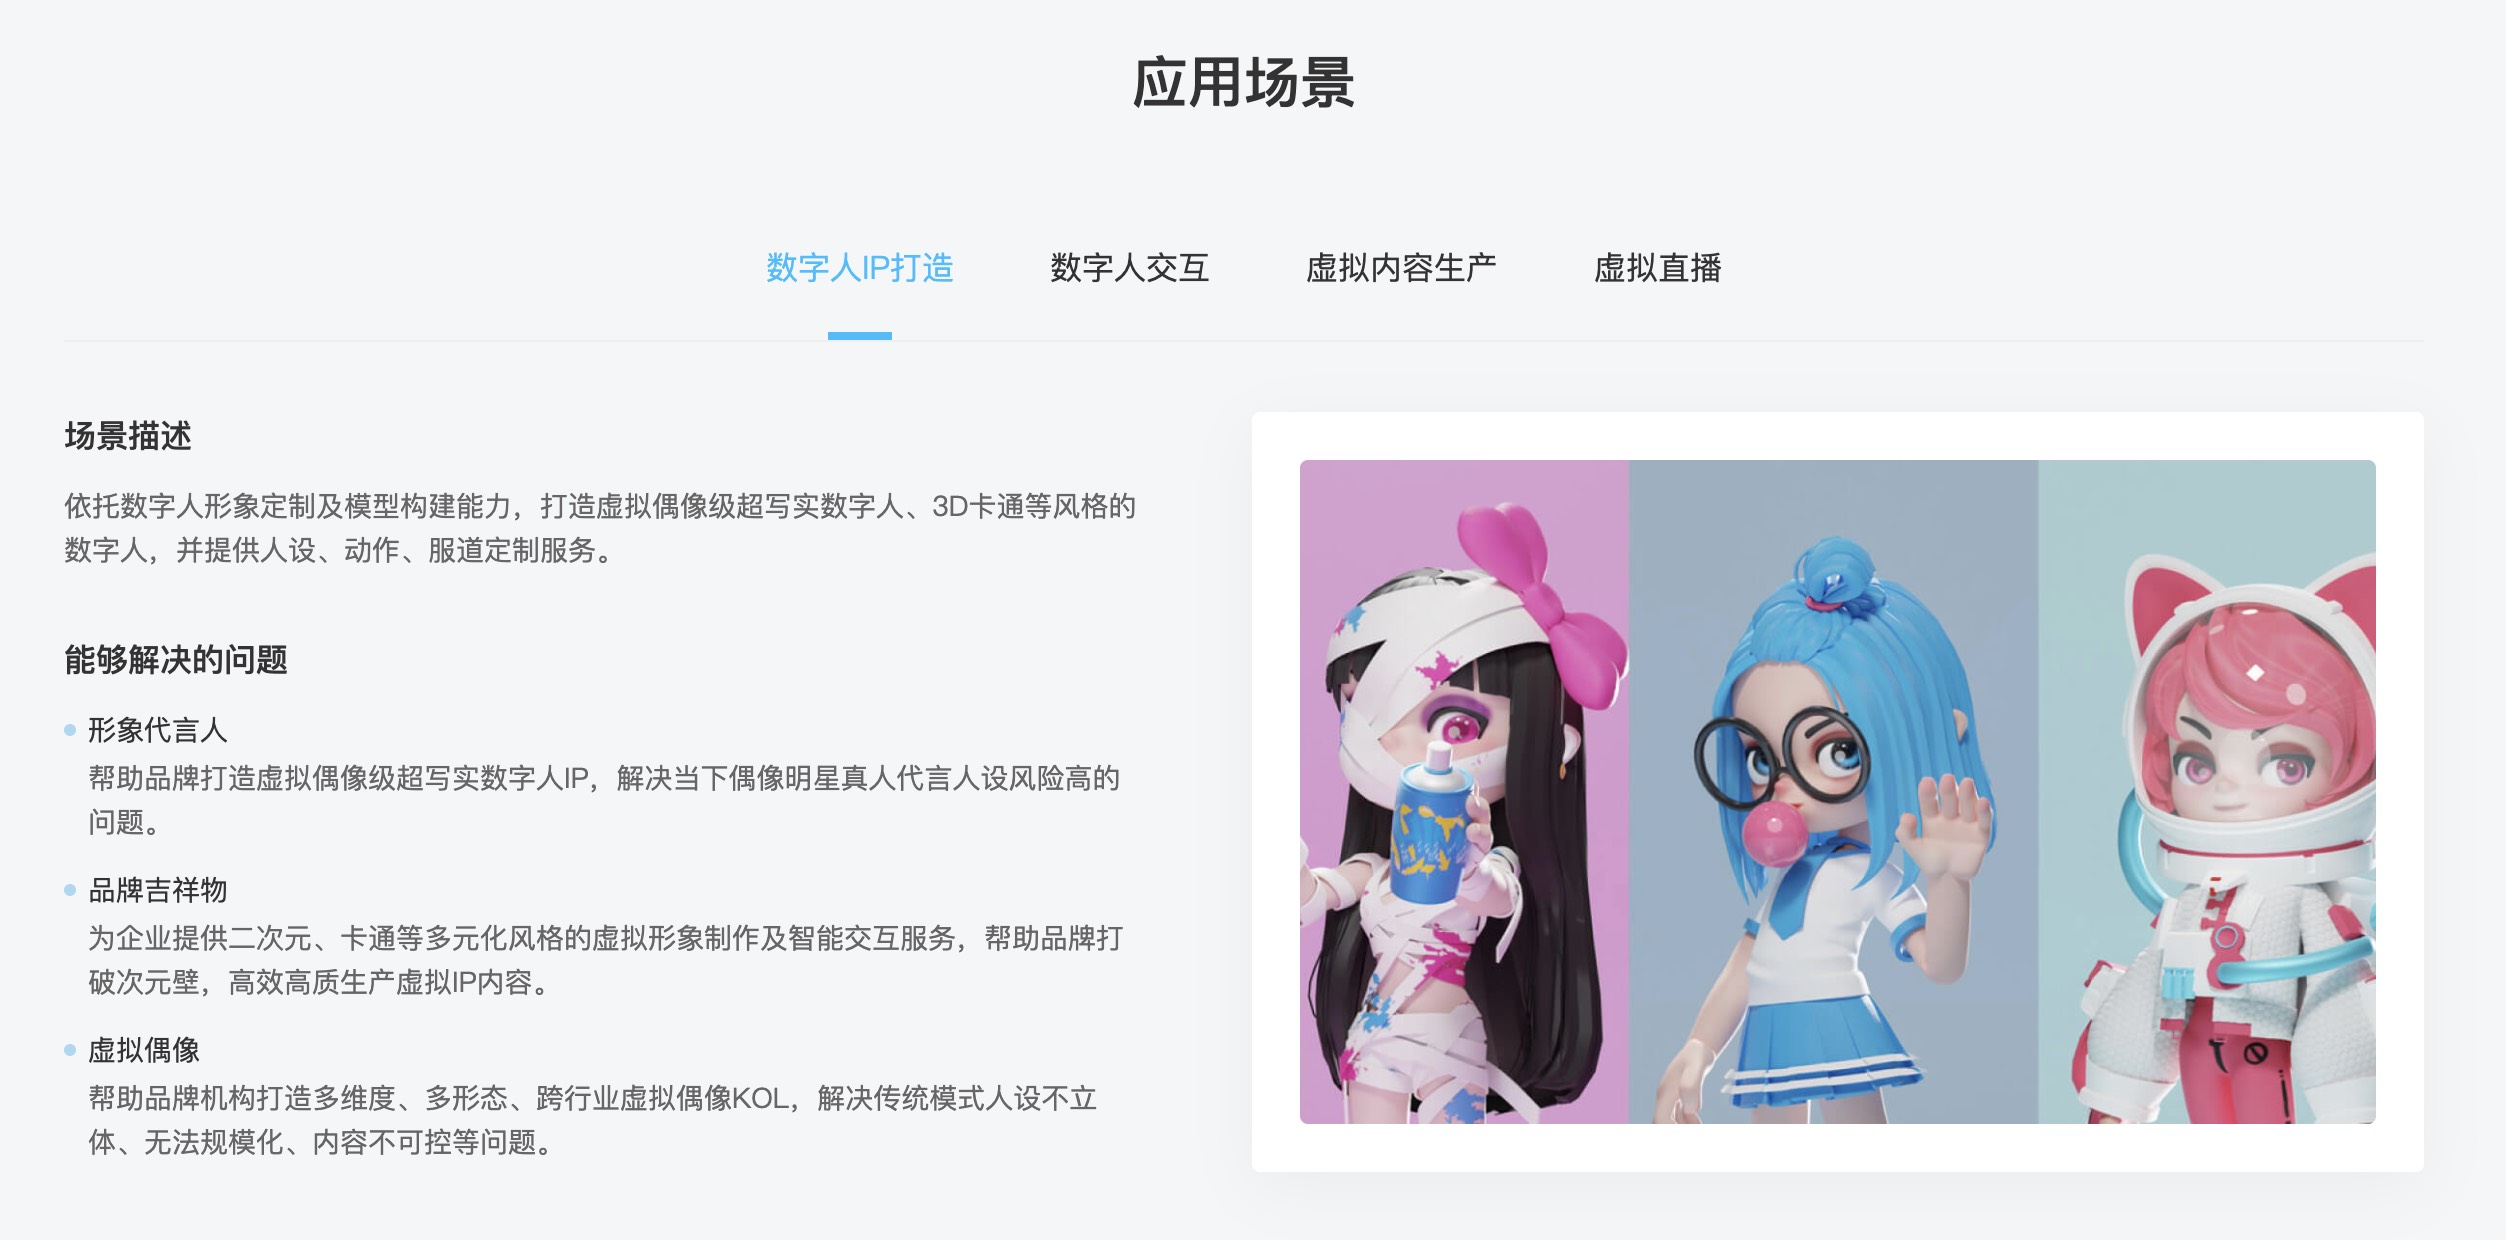 应用场景
数字人IP打造
数字人交互
虚拟内容生产
虚拟直播
场景描述
依托数字人形象定制及模型构建能力，打造虚拟偶像级超写实数字人、3D卡通等风格的
数字人，并提供人设、动作、服道定制服务。
能够解决的问题
形象代言人
帮助品牌打造虚拟偶像级超写实数字人IP，解决当下偶像明星真人代言人设风险高的
问题。
品牌吉祥物
为企业提供二次元、卡通等多元化风格的虚拟形象制作及智能交互服务，帮助品牌打
破次元壁，高效高质生产虚拟IP内容。
虚拟偶像
帮助品牌机构打造多维度、多形态、跨行业虚拟偶像KOL，解决传统模式人设不立
体、无法规模化、内容不可控等问题。